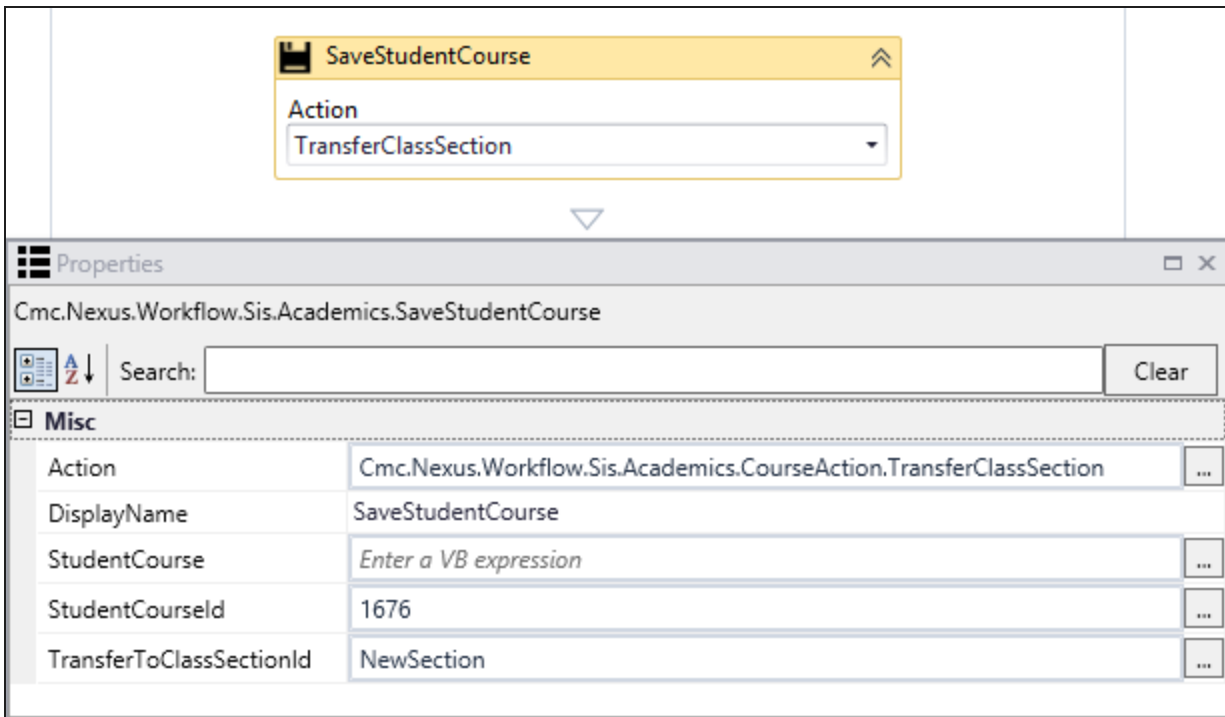 SaveStudentCourse
Action
TransferClassSection
Properties
Cmc.Nexus.Workflow.Sis.Academics.SaveStudentCourse
A Z Search: Clear
Misc
Action Cmc.Nexus.Workflow.Sis.Academics.CourseAction.TransferClassSection ...
DisplayName SaveStudentCourse
StudentCourse Enter a VB expression ...
StudentCourseId 1676 ...
TransferToClassSectionId NewSection ...